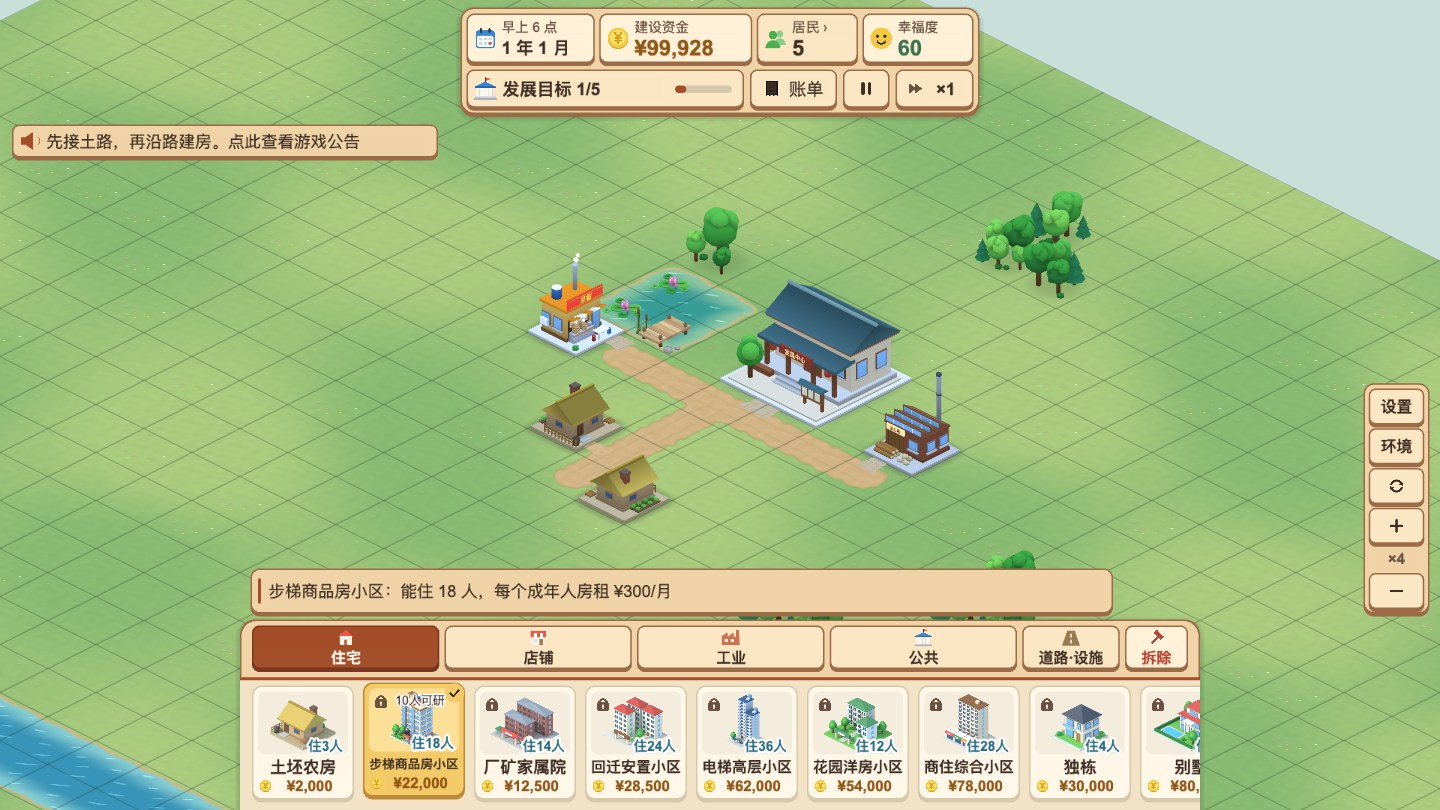 早上 6 点
1 年 1 月
建设资金
¥99,928
居民 ›
5
幸福度
60
发展目标 1/5
账单
×1
先接土路，再沿路建房。点此查看游戏公告
设置
环境
+
×4
−
步梯商品房小区：能住 18 人，每个成年人房租 ¥300/月
住宅
店铺
工业
公共
道路·设施
拆除
住3人
土坯农房
¥2,000
10人可研
住18人
步梯商品房小区
¥22,000
住14人
厂矿家属院
¥12,500
住24人
回迁安置小区
¥28,500
住36人
电梯高层小区
¥62,000
住12人
花园洋房小区
¥54,000
住28人
商住综合小区
¥78,000
住4人
独栋
¥30,000
别墅
¥80,